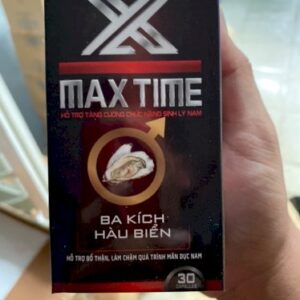 X
MAX TIME
HỖ TRỢ TĂNG CƯỜNG CHỨC NĂNG SINH LÝ NAM
BA KÍCH
HÀU BIỂN
HỖ TRỢ BỔ THẬN, LÀM CHẬM QUÁ TRÌNH MÃN DỤC NAM
30
CAPSULES